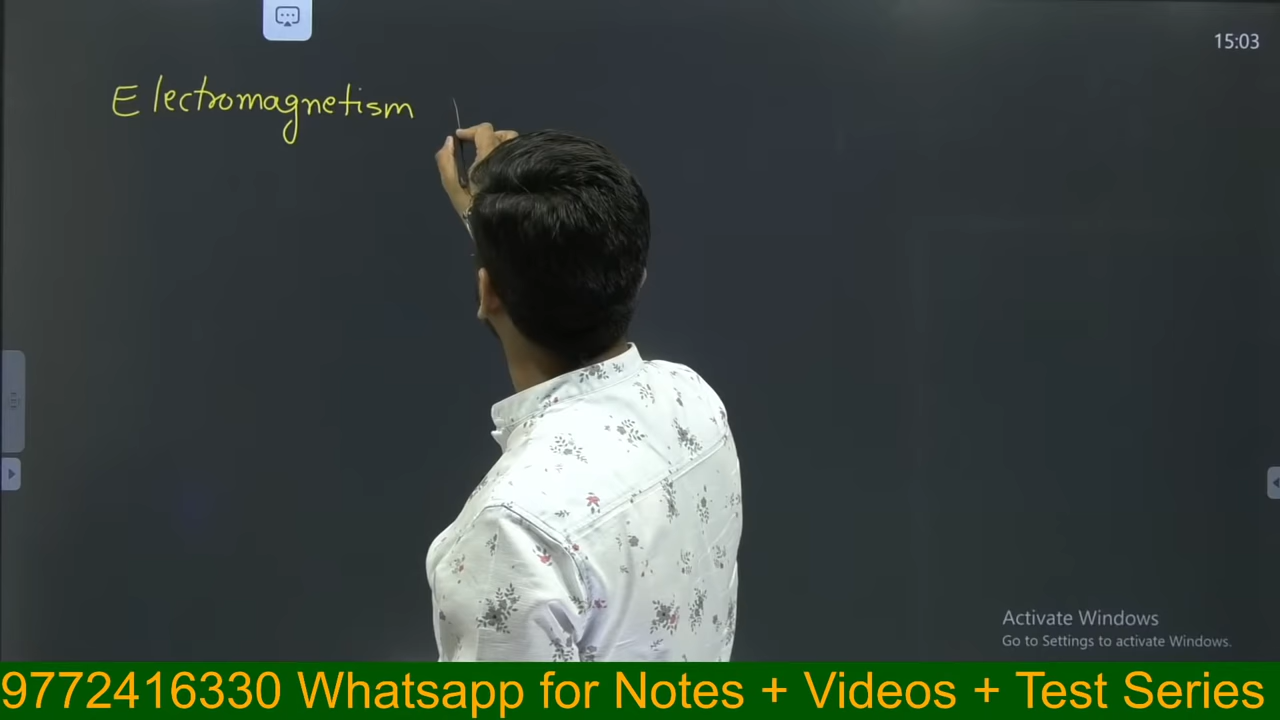 15:03
Electromagnetism
Activate Windows
Go to Settings to activate Windows.
9772416330 Whatsapp for Notes + Videos + Test Series